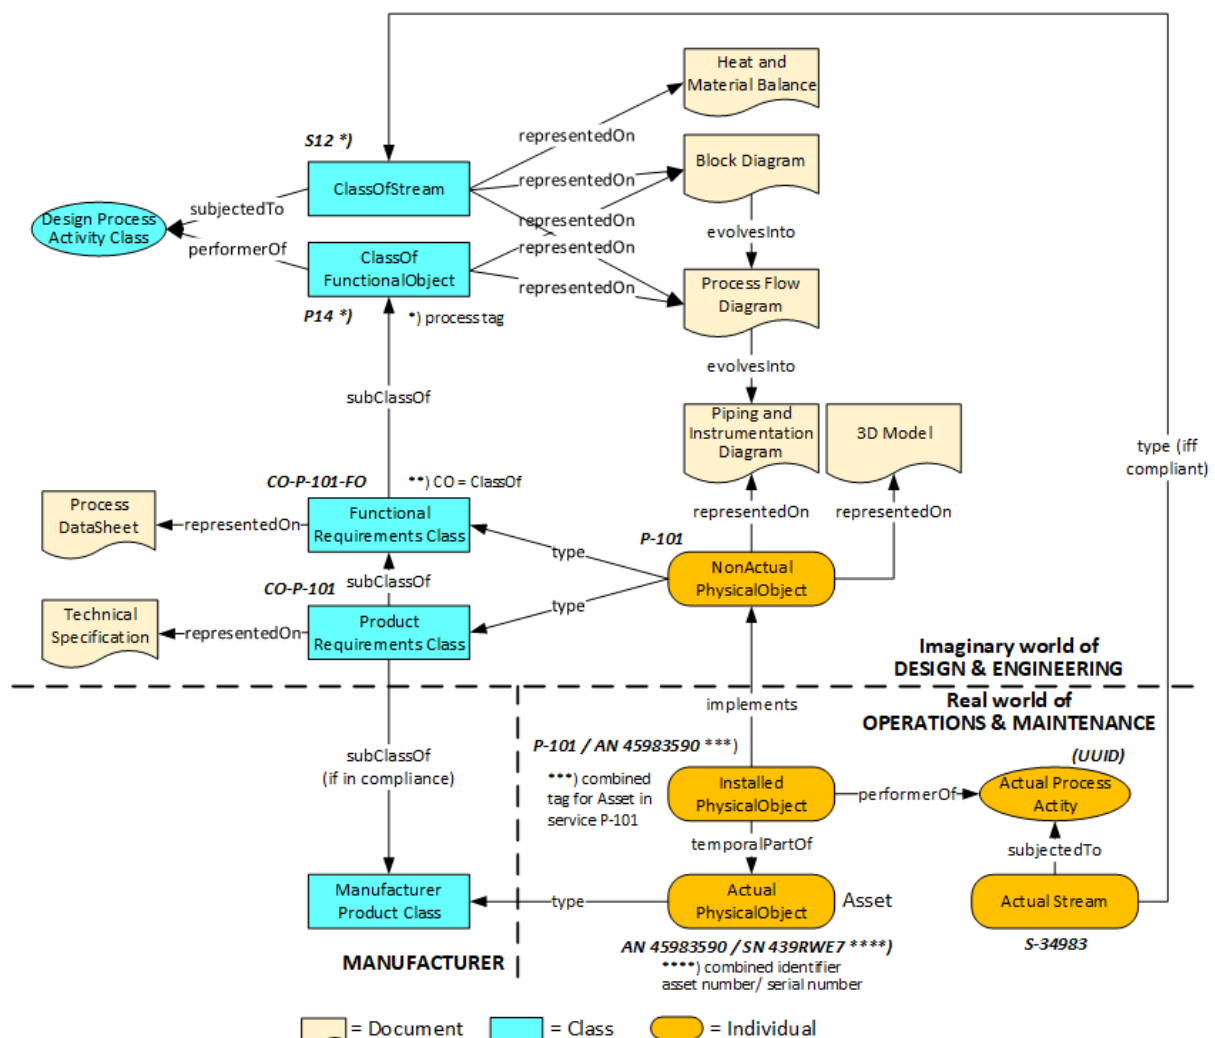 Heat and
Material Balance
S12 *)
representedOn
Block Diagram
ClassOfStream
representedOn
subjectedTo
Design Process
Activity Class
representedOn
evolvesInto
performerOf
ClassOf
FunctionalObject
representedOn
representedOn
Process Flow
Diagram
P14 *)
*) process tag
evolvesInto
subClassOf
Piping and
Instrumentation
Diagram
3D Model
type (iff
compliant)
CO-P-101-FO
**) CO = ClassOf
Process
DataSheet
representedOn
Functional
Requirements Class
representedOn
representedOn
P-101
type
NonActual
PhysicalObject
subClassOf
CO-P-101
type
Technical
Specification
representedOn
Product
Requirements Class
Imaginary world of
DESIGN & ENGINEERING
implements
Real world of
OPERATIONS & MAINTENANCE
P-101 / AN 45983590 ***)
subClassOf
(if in compliance)
(UUID)
***) combined
tag for Asset in
service P-101
Installed
PhysicalObject
performerOf
Actual Process
Actity
temporalPartOf
subjectedTo
Manufacturer
Product Class
type
Actual
PhysicalObject
Asset
Actual Stream
AN 45983590 / SN 439RWE7 ****)
S-34983
MANUFACTURER
****) combined identifier
asset number/ serial number
= Document
= Class
= Individual